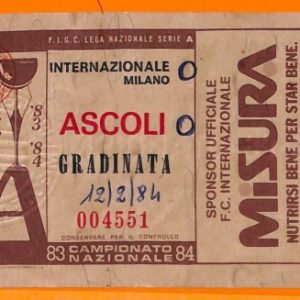 F.I.G.C. LEGA NAZIONALE SERIE A
INTERNAZIONALE 0
MILANO
'83
'84
ASCOLI 0
GRADINATA
12/2/84
004551
CONSERVARE PER IL CONTROLLO
83 CAMPIONATO 84
NAZIONALE
A
SPONSOR UFFICIALE
F.C. INTERNAZIONALE
MISURA
NUTRIRSI BENE PER STAR BENE.